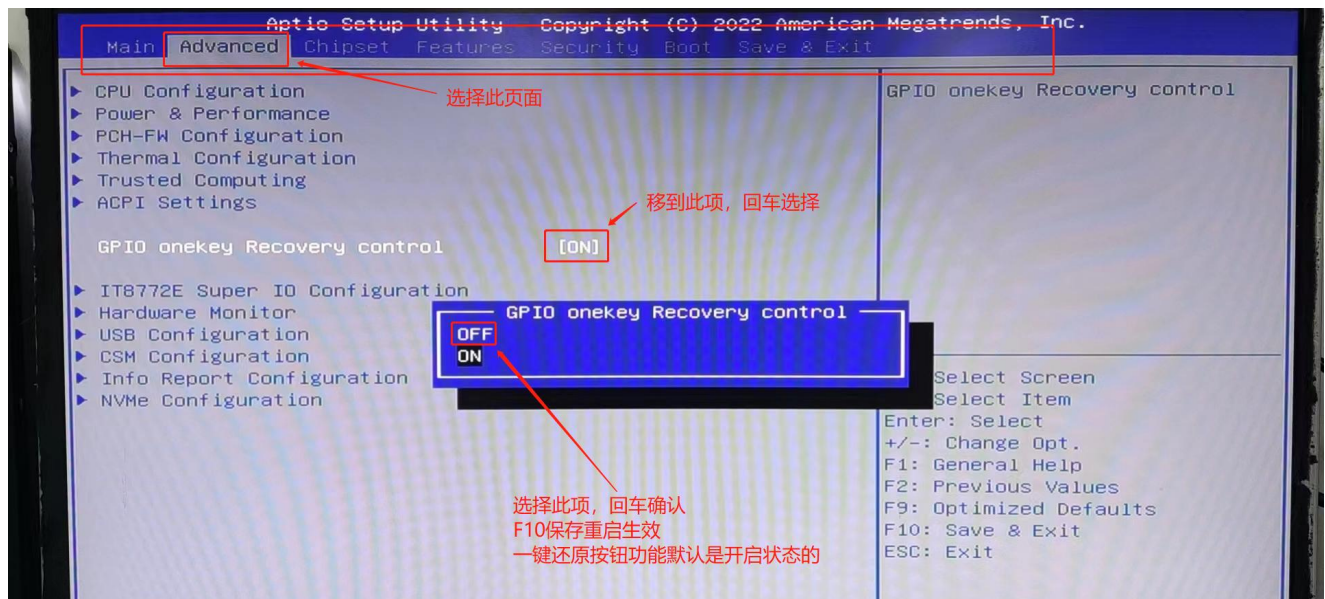 Aptio Setup Utility Copyright (C) 2022 American Megatrends, Inc.
Main Advanced Chipset Features Security Boot Save & Exit
选择此页面
CPU Configuration
Power & Performance
PCH-FW Configuration
Thermal Configuration
Trusted Computing
ACPI Settings
移到此项，回车选择
GPIO onekey Recovery control [ON]
IT8772E Super IO Configuration
Hardware Monitor
USB Configuration
CSM Configuration
Info Report Configuration
NVMe Configuration
GPIO onekey Recovery control
OFF
ON
选择此项，回车确认
F10保存重启生效
一键还原按钮功能默认是开启状态的
GPIO onekey Recovery control
Select Screen
Select Item
Enter: Select
+/-: Change Opt.
F1: General Help
F2: Previous Values
F9: Optimized Defaults
F10: Save & Exit
ESC: Exit